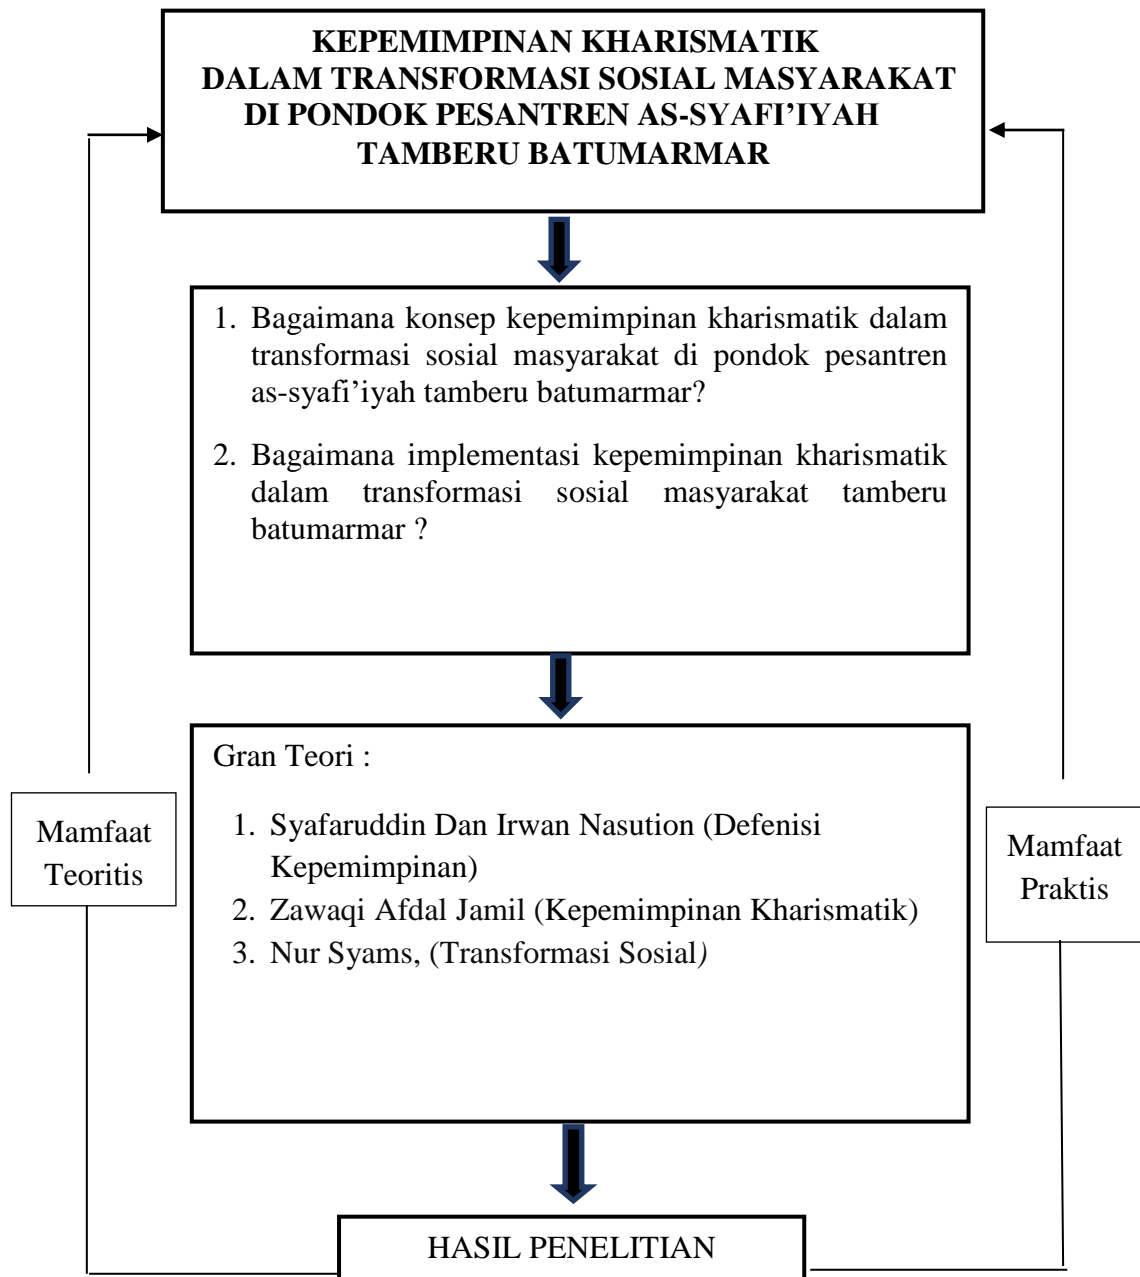 KEPEMIMPINAN KHARISMATIK
DALAM TRANSFORMASI SOSIAL MASYARAKAT
DI PONDOK PESANTREN AS-SYAFI’IYAH
TAMBERU BATUMARMAR
1. Bagaimana konsep kepemimpinan kharismatik dalam
transformasi sosial masyarakat di pondok pesantren
as-syafi’iyah tamberu batumarmar?
2. Bagaimana implementasi kepemimpinan kharismatik
dalam transformasi sosial masyarakat tamberu
batumarmar ?
Gran Teori :
1. Syafaruddin Dan Irwan Nasution (Defenisi
Kepemimpinan)
2. Zawaqi Afdal Jamil (Kepemimpinan Kharismatik)
3. Nur Syams, (Transformasi Sosial)
Mamfaat
Teoritis
Mamfaat
Praktis
HASIL PENELITIAN